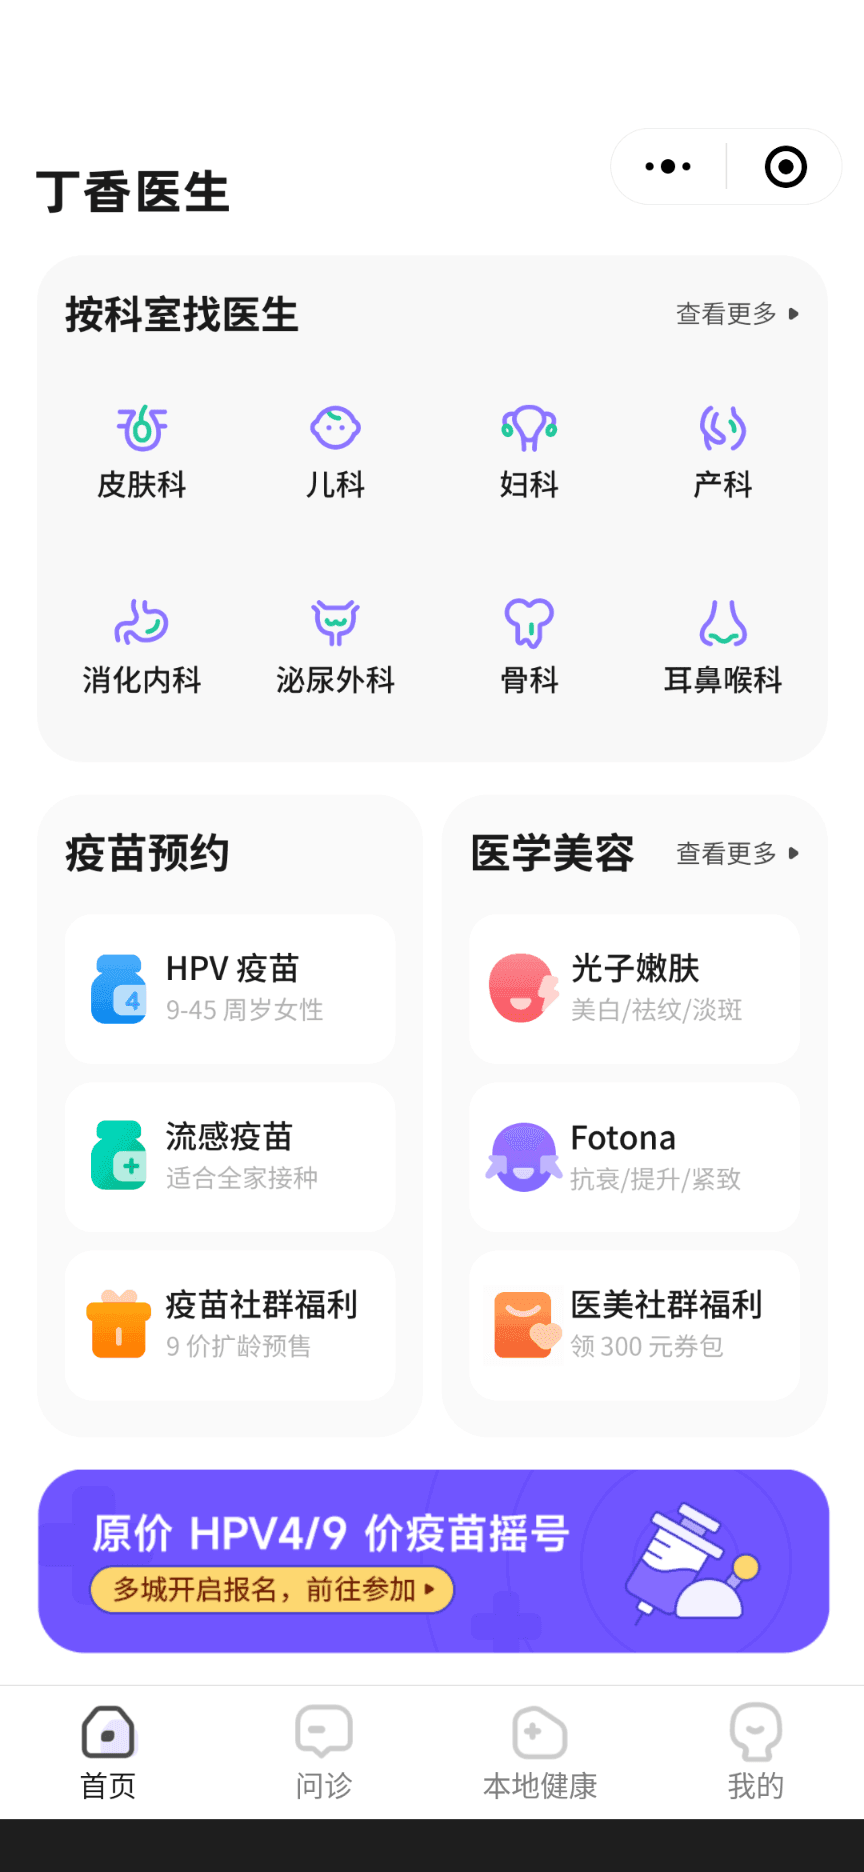 丁香医生
按科室找医生
查看更多
皮肤科
儿科
妇科
产科
消化内科
泌尿外科
骨科
耳鼻喉科
疫苗预约
HPV 疫苗
4
9-45 周岁女性
流感疫苗
适合全家接种
疫苗社群福利
9 价扩龄预售
医学美容
查看更多
光子嫩肤
美白/祛纹/淡斑
Fotona
抗衰/提升/紧致
医美社群福利
领 300 元券包
原价 HPV4/9 价疫苗摇号
多城开启报名，前往参加
首页
问诊
本地健康
我的